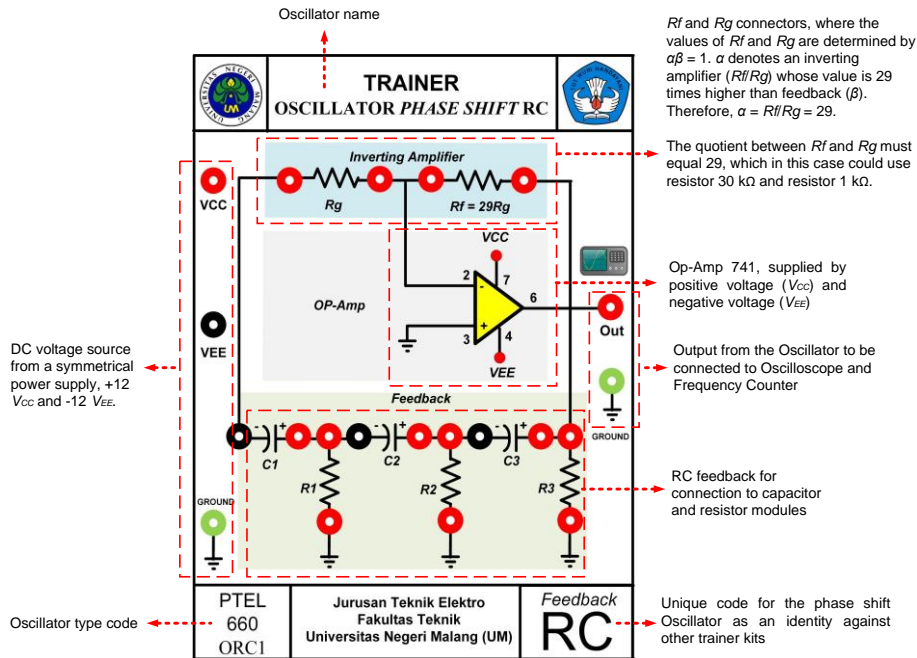 Oscillator name
TRAINER
OSCILLATOR PHASE SHIFT RC
UNIVERSITAS NEGERI MALANG
UM
TUT WURI HANDAYANI
Rf and Rg connectors, where the
values of Rf and Rg are determined by
αβ = 1. α denotes an inverting
amplifier (Rf/Rg) whose value is 29
times higher than feedback (β).
Therefore, α = Rf/Rg = 29.
The quotient between Rf and Rg must
equal 29, which in this case could use
resistor 30 kΩ and resistor 1 kΩ.
Inverting Amplifier
Rg
Rf = 29Rg
VCC
VCC
2
-
7
6
OP-Amp
3
+
4
VEE
Out
VEE
Op-Amp 741, supplied by
positive voltage (VCC) and
negative voltage (VEE)
DC voltage source
from a symmetrical
power supply, +12
VCC and -12 VEE.
Output from the Oscillator to be
connected to Oscilloscope and
Frequency Counter
Feedback
GROUND
- +
C1
- +
C2
- +
C3
R1
R2
R3
GROUND
RC feedback for
connection to capacitor
and resistor modules
Oscillator type code
PTEL
660
ORC1
Jurusan Teknik Elektro
Fakultas Teknik
Universitas Negeri Malang (UM)
Feedback
RC
Unique code for the phase shift
Oscillator as an identity against
other trainer kits